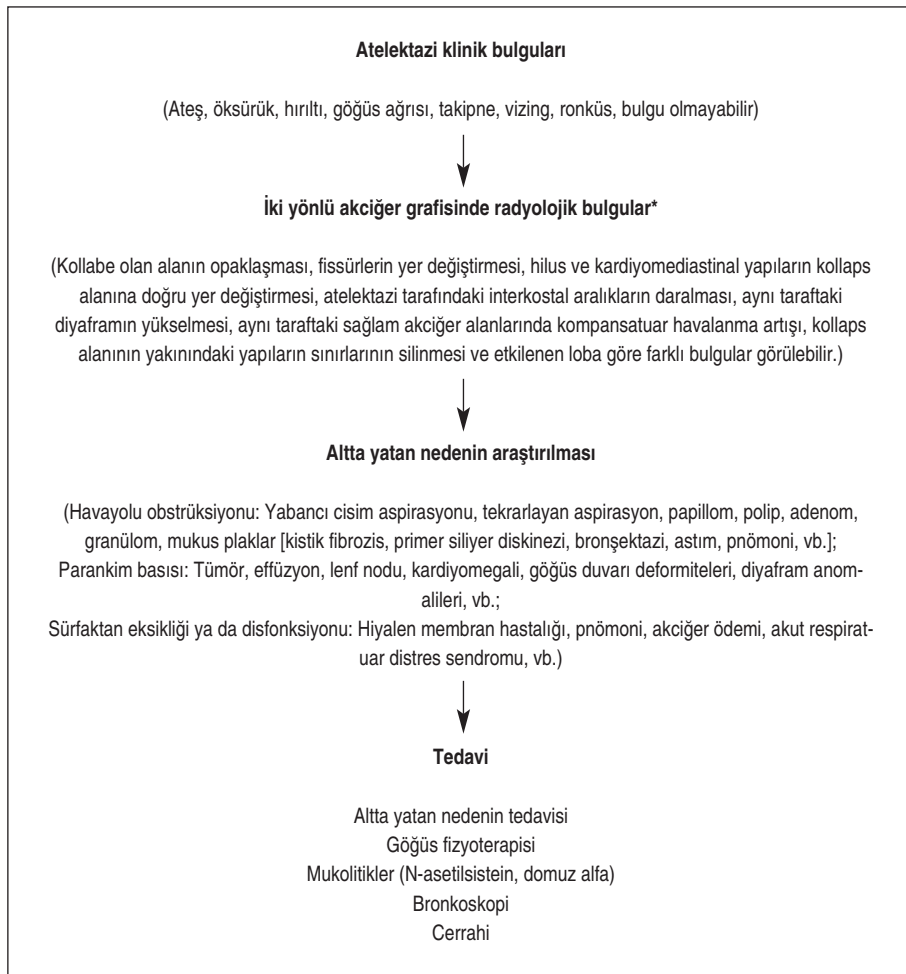 Atelektazi klinik bulguları
(Ateş, öksürük, hırıltı, göğüs ağrısı, takipne, vizing, ronküs, bulgu olmayabilir)
İki yönlü akciğer grafisinde radyolojik bulgular*
(Kollabe olan alanın opaklaşması, fissürlerin yer değiştirmesi, hilus ve kardiyomediastinal yapıların kollaps
alanına doğru yer değiştirmesi, atelektazi tarafındaki interkostal aralıkların daralması, aynı taraftaki
diyaframın yükselmesi, aynı taraftaki sağlam akciğer alanlarında kompansatuar havalanma artışı, kollaps
alanının yakınındaki yapıların sınırlarının silinmesi ve etkilenen loba göre farklı bulgular görülebilir.)
Altta yatan nedenin araştırılması
(Havayolu obstrüksiyonu: Yabancı cisim aspirasyonu, tekrarlayan aspirasyon, papillom, polip, adenom,
granülom, mukus plaklar [kistik fibrozis, primer siliyer diskinezi, bronşektazi, astım, pnömoni, vb.];
Parankim basısı: Tümör, effüzyon, lenf nodu, kardiyomegali, göğüs duvarı deformiteleri, diyafram anom-
alileri, vb.;
Sürfaktan eksikliği ya da disfonksiyonu: Hiyalen membran hastalığı, pnömoni, akciğer ödemi, akut respirat-
uar distres sendromu, vb.)
Tedavi
Altta yatan nedenin tedavisi
Göğüs fizyoterapisi
Mukolitikler (N-asetilsistein, domuz alfa)
Bronkoskopi
Cerrahi